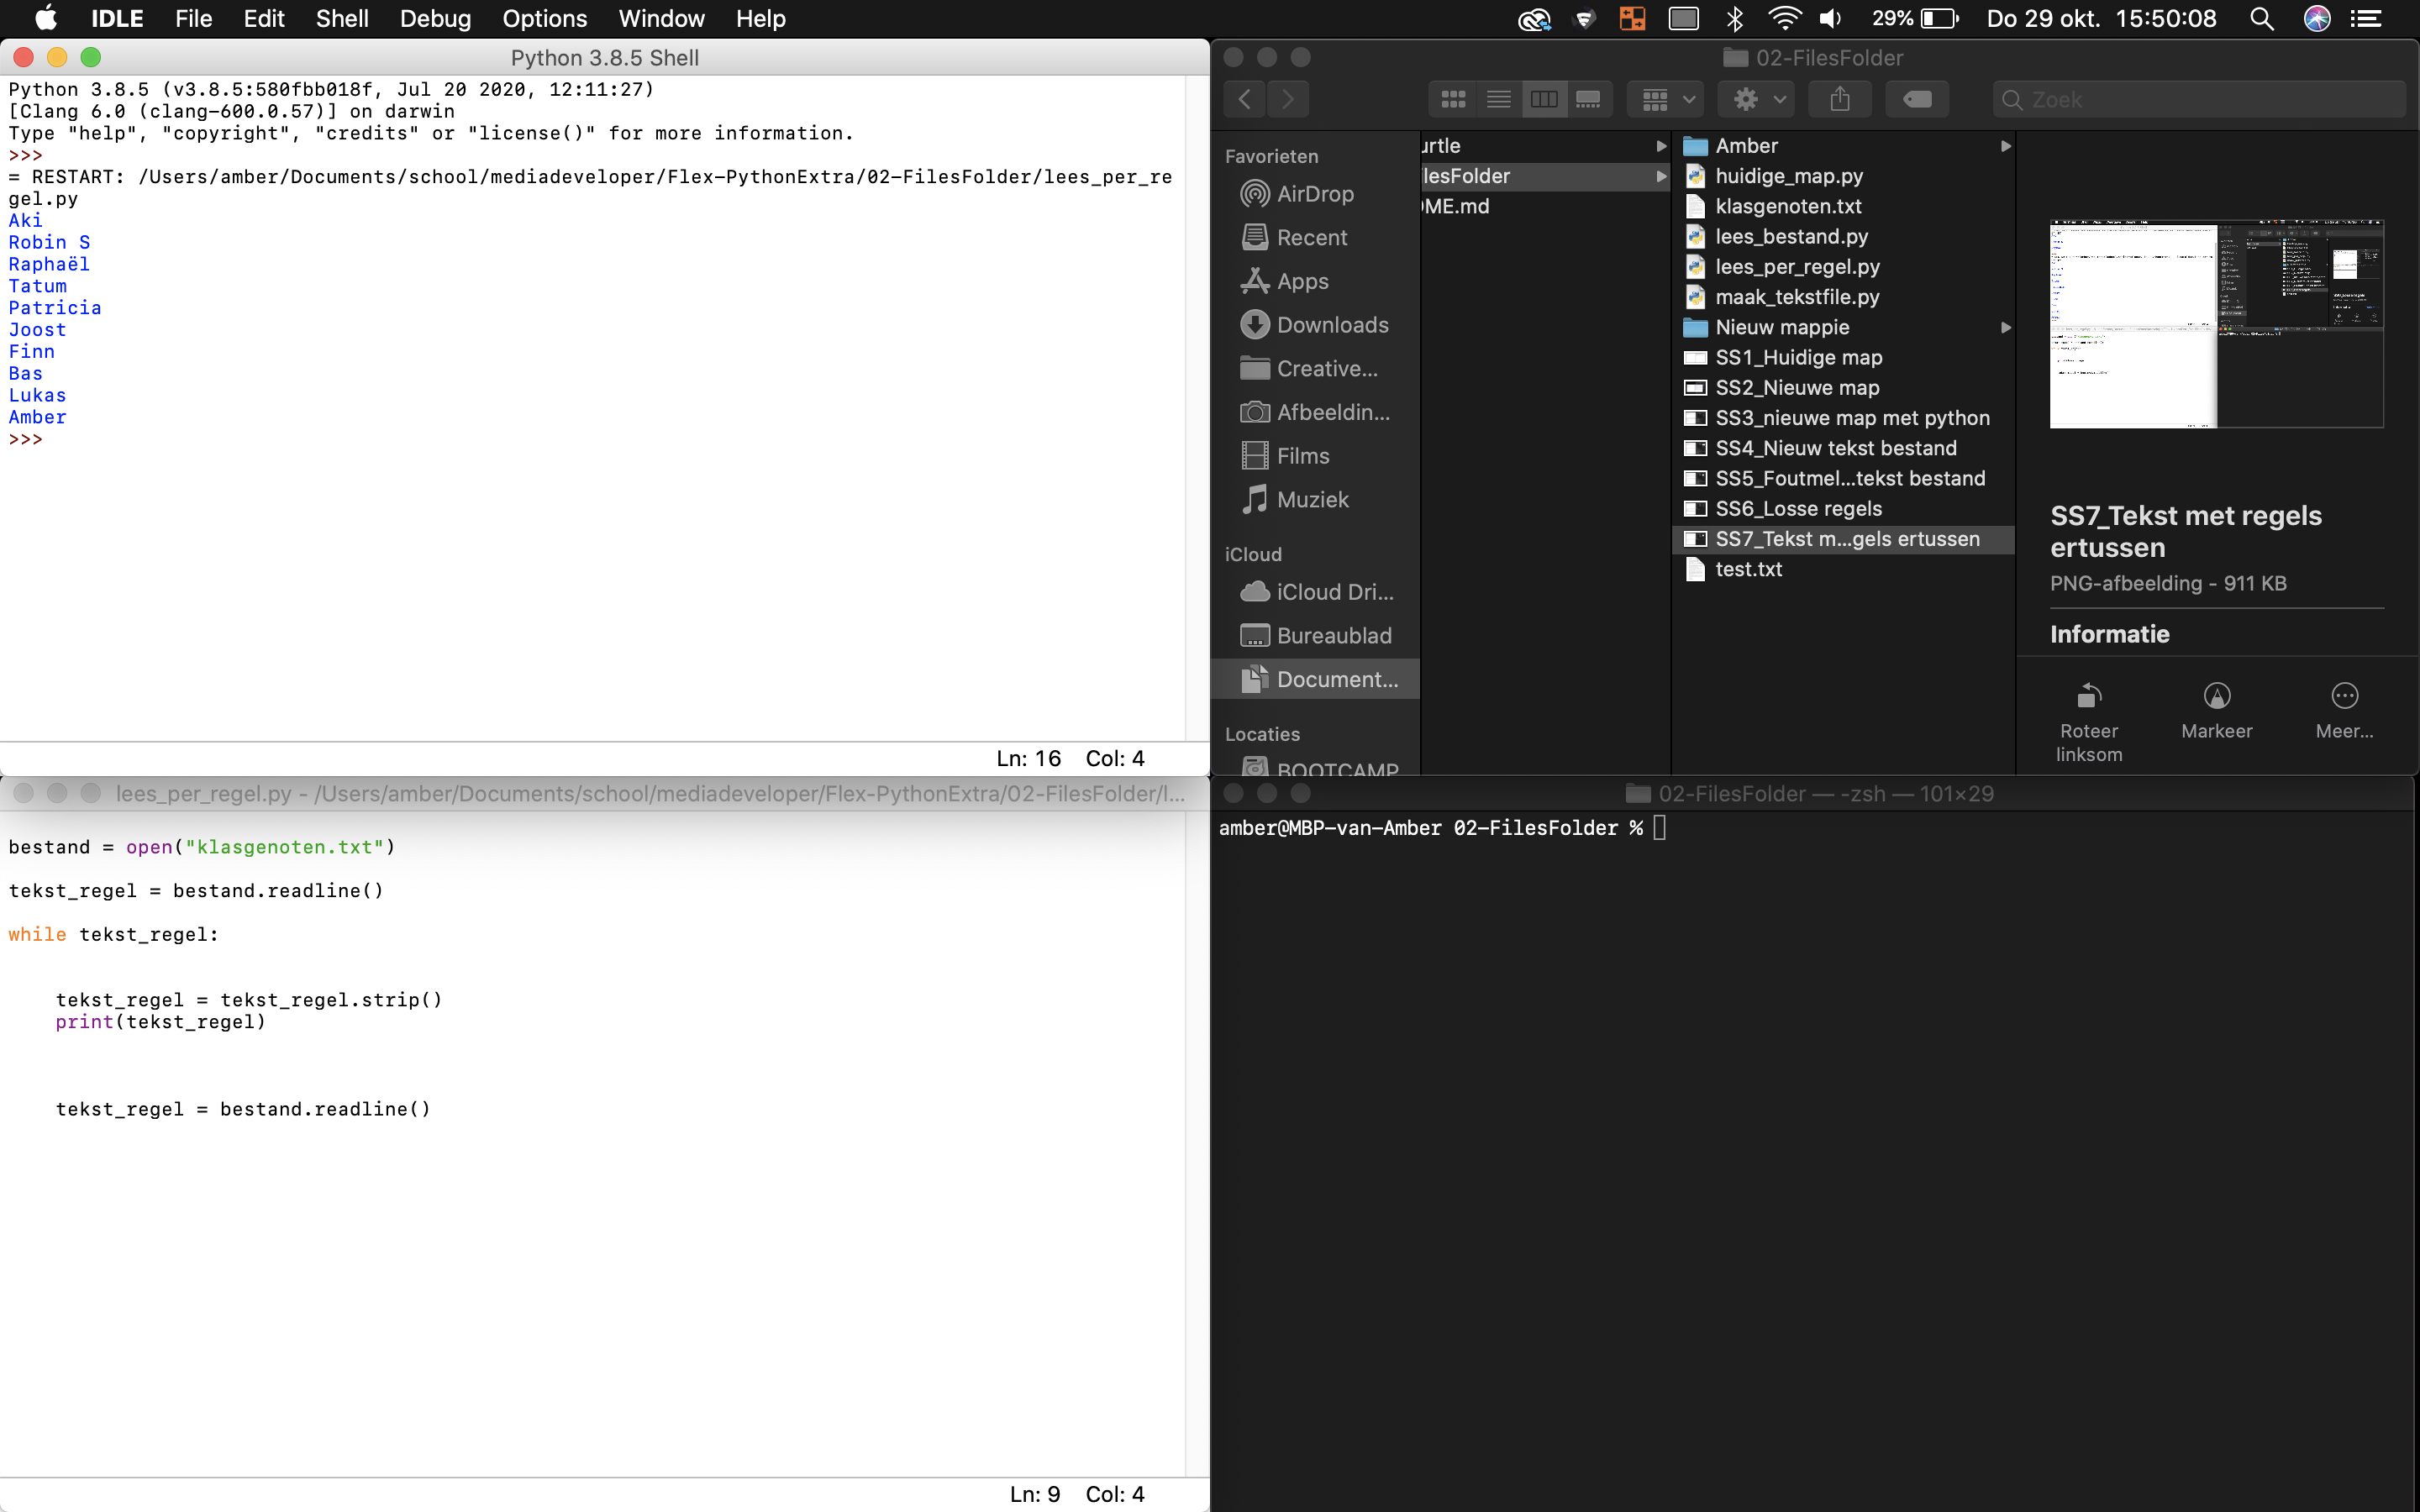 IDLE File Edit Shell Debug Options Window Help 29% Do 29 okt. 15:50:08
Python 3.8.5 Shell
Python 3.8.5 (v3.8.5:580fbb018f, Jul 20 2020, 12:11:27)
[Clang 6.0 (clang-600.0.57)] on darwin
Type "help", "copyright", "credits" or "license()" for more information.
>>>
= RESTART: /Users/amber/Documents/school/mediadeveloper/Flex-PythonExtra/02-FilesFolder/lees_per_re
gel.py
Aki
Robin S
Raphaël
Tatum
Patricia
Joost
Finn
Bas
Lukas
Amber
>>>
Ln: 16 Col: 4
02-FilesFolder
Zoek
Favorieten
AirDrop
Recent
Apps
Downloads
Creative...
Afbeeldin...
Films
Muziek
iCloud
iCloud Dri...
Bureaublad
Document...
Locaties
BOOTCAMP
urtle
lesFolder
ME.md
Amber
huidige_map.py
klasgenoten.txt
lees_bestand.py
lees_per_regel.py
maak_tekstfile.py
Nieuw mappie
SS1_Huidige map
SS2_Nieuwe map
SS3_nieuwe map met python
SS4_Nieuw tekst bestand
SS5_Foutmel...tekst bestand
SS6_Losse regels
SS7_Tekst m...gels ertussen
test.txt
SS7_Tekst met regels
ertussen
PNG-afbeelding - 911 KB
Informatie
Roteer
linksom
Markeer
Meer...
lees_per_regel.py - /Users/amber/Documents/school/mediadeveloper/Flex-PythonExtra/02-FilesFolder/l...
bestand = open("klasgenoten.txt")
tekst_regel = bestand.readline()
while tekst_regel:
tekst_regel = tekst_regel.strip()
print(tekst_regel)
tekst_regel = bestand.readline()
Ln: 9 Col: 4
02-FilesFolder — -zsh — 101×29
amber@MBP-van-Amber 02-FilesFolder %